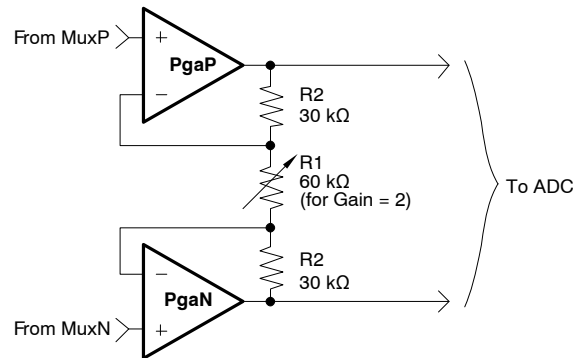 From MuxP
+
PgaP
−
R2
30 kΩ
R1
60 kΩ
(for Gain = 2)
To ADC
R2
30 kΩ
−
PgaN
From MuxN
+